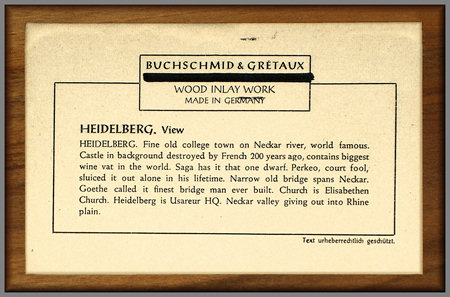 BUCHSCHMID & GRÉTAUX
WOOD INLAY WORK
MADE IN GERMANY
HEIDELBERG. View
HEIDELBERG. Fine old college town on Neckar river, world famous.
Castle in background destroyed by French 200 years ago, contains biggest
wine vat in the world. Saga has it that one dwarf. Perkeo, court fool,
sluiced it out alone in his lifetime. Narrow old bridge spans Neckar.
Goethe called it finest bridge man ever built. Church is Elisabethen
Church. Heidelberg is Usareur HQ. Neckar valley giving out into Rhine
plain.
Text urheberrechtlich geschützt.